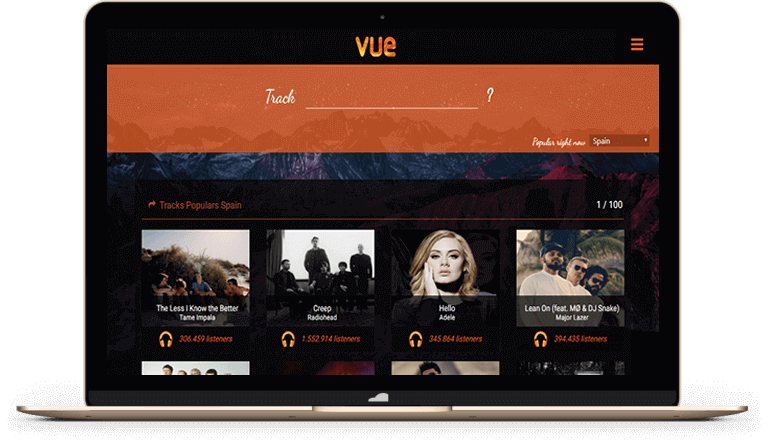 vue
Track ?
Popular right now Spain
Tracks Populars Spain 1 / 100
The Less I Know the Better
Tame Impala
306.459 listeners
Creep
Radiohead
1.552.914 listeners
Hello
Adele
345.864 listeners
Lean On (feat. MØ & DJ Snake)
Major Lazer
394.435 listeners